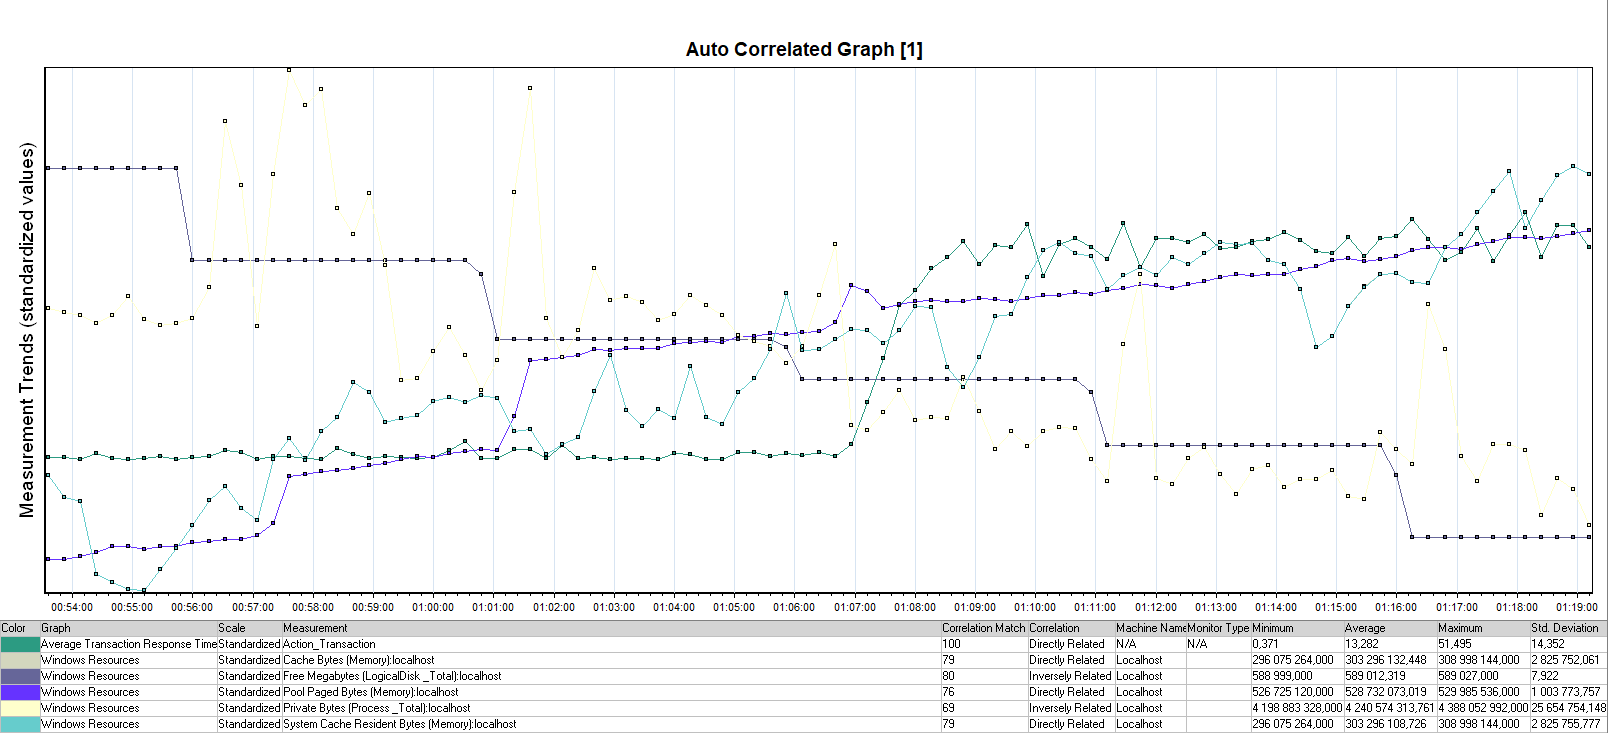 Auto Correlated Graph [1]
Measurement Trends (standardized values)
00:54:00 00:55:00 00:56:00 00:57:00 00:58:00 00:59:00 01:00:00 01:01:00 01:02:00 01:03:00 01:04:00 01:05:00 01:06:00 01:07:00 01:08:00 01:09:00 01:10:00 01:11:00 01:12:00 01:13:00 01:14:00 01:15:00 01:16:00 01:17:00 01:18:00 01:19:00
Color Graph Scale Measurement Correlation Match Correlation Machine Name Monitor Type Minimum Average Maximum Std. Deviation
Average Transaction Response Time Standardized Action_Transaction 100 Directly Related N/A N/A 0,371 13,282 51,495 14,352
Windows Resources Standardized Cache Bytes (Memory):localhost 79 Directly Related Localhost 296 075 264,000 303 296 132,448 308 998 144,000 2 825 752,061
Windows Resources Standardized Free Megabytes (LogicalDisk _Total):localhost 80 Inversely Related Localhost 588 999,000 589 012,319 589 027,000 7,922
Windows Resources Standardized Pool Paged Bytes (Memory):localhost 76 Directly Related Localhost 526 725 120,000 528 732 073,019 529 985 536,000 1 003 773,757
Windows Resources Standardized Private Bytes (Process _Total):localhost 69 Inversely Related Localhost 4 198 883 328,000 4 240 574 313,761 4 388 052 992,000 25 654 754,148
Windows Resources Standardized System Cache Resident Bytes (Memory):localhost 79 Directly Related Localhost 296 075 264,000 303 296 108,726 308 998 144,000 2 825 755,777